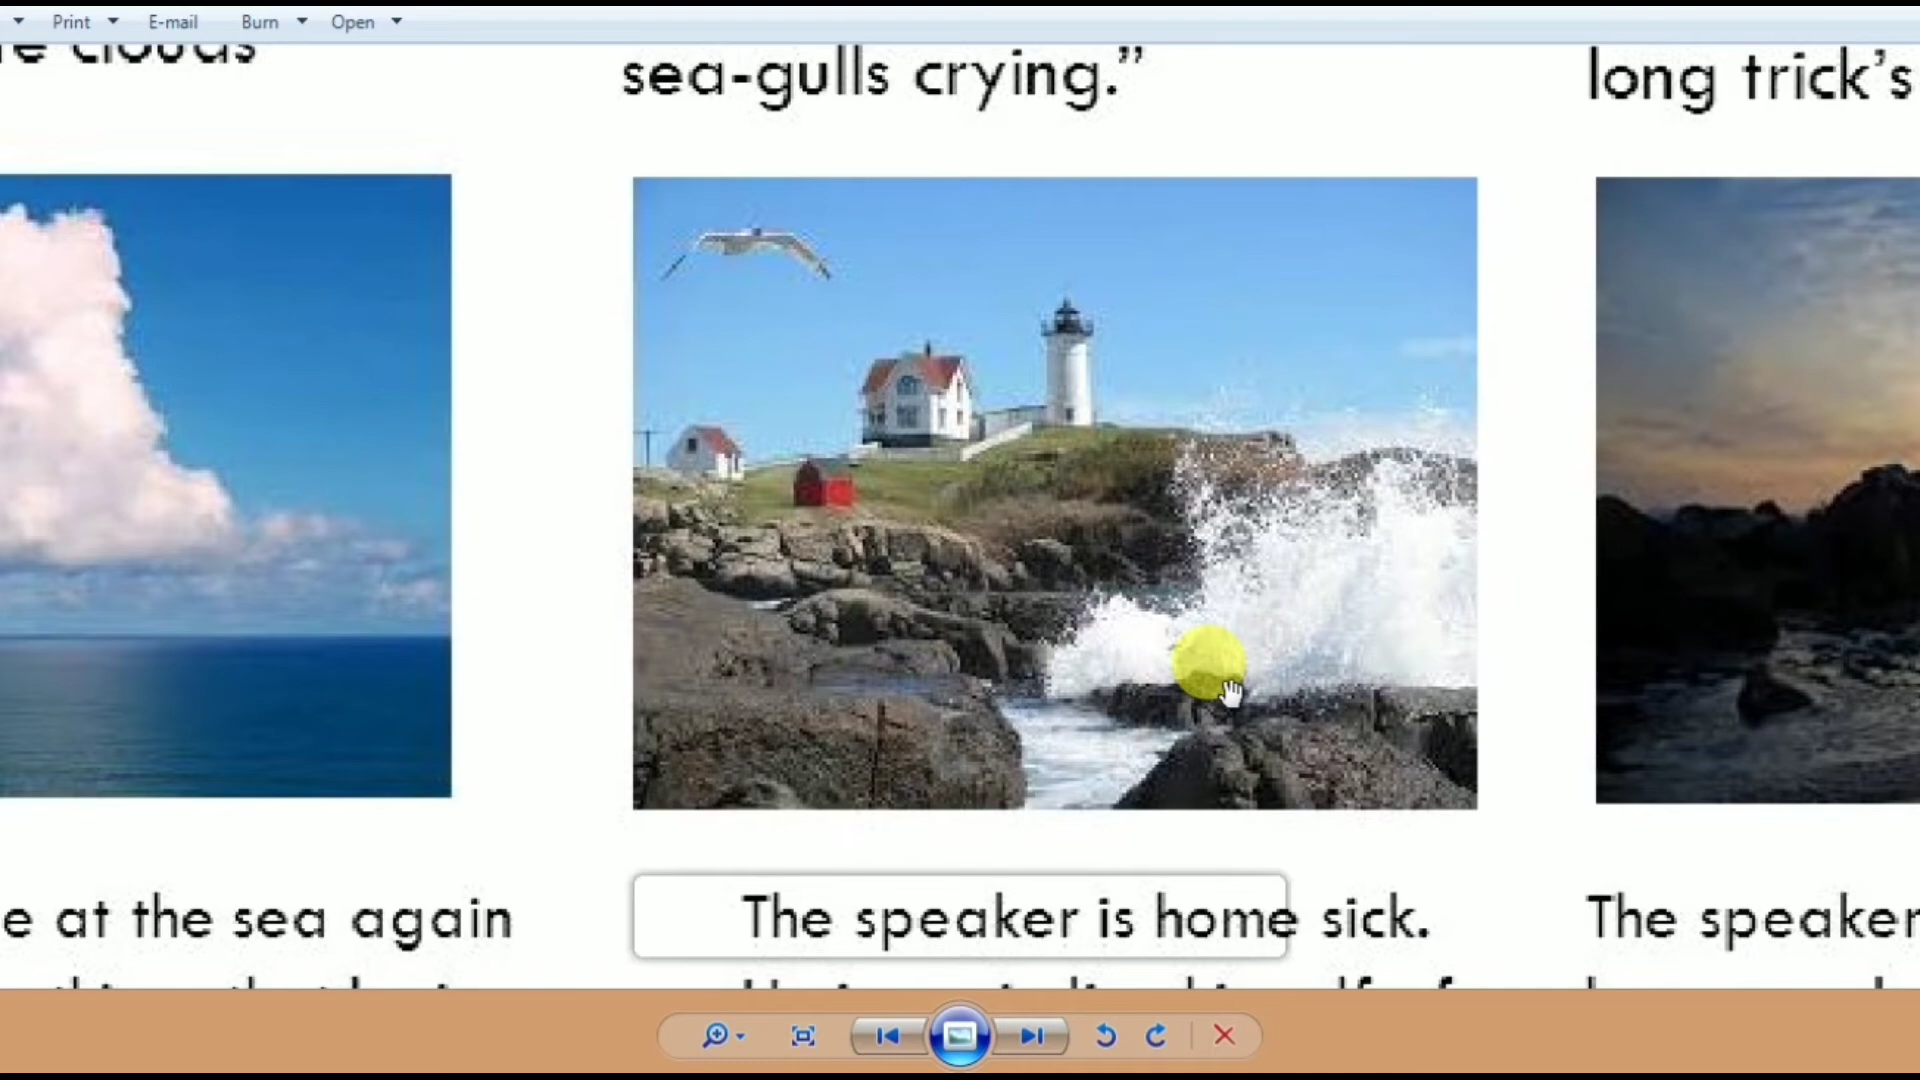 Print E-mail Burn Open
clouds
sea-gulls crying.”
long trick’s
at the sea again
The speaker is home sick.
The speaker